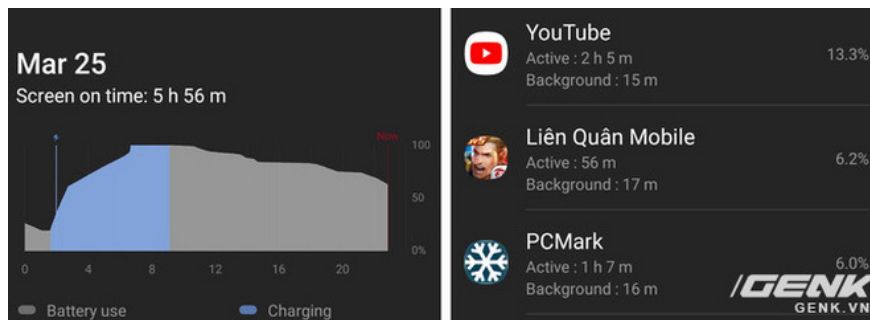 Mar 25
Screen on time: 5 h 56 m
Now
100
50
0%
0 4 8 12 16 20
Battery use Charging
YouTube
Active : 2 h 5 m 13.3%
Background : 15 m
Liên Quân Mobile
Active : 56 m 6.2%
Background : 17 m
PCMark
Active : 1 h 7 m 6.0%
Background : 16 m
/GENK
GENK.VN